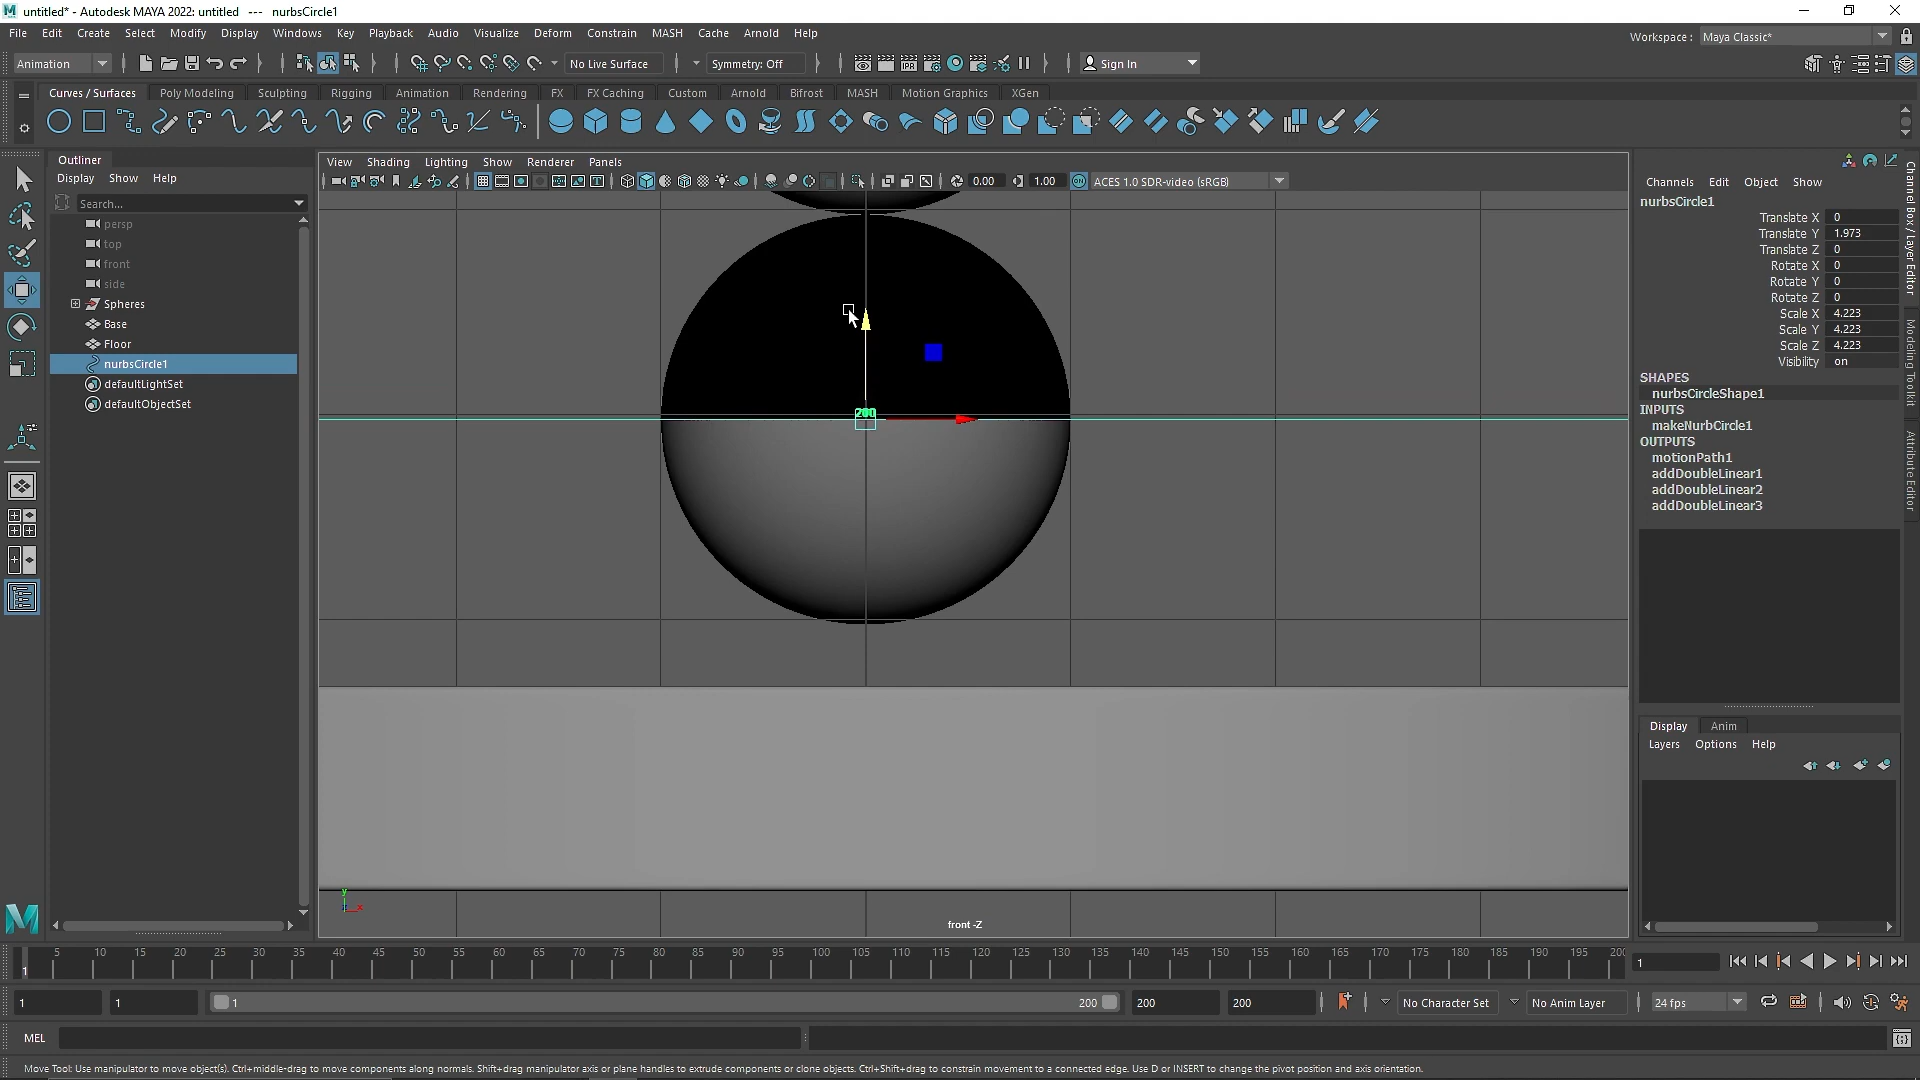 untitled* - Autodesk MAYA 2022: untitled --- nurbsCircle1
File Edit Create Select Modify Display Windows Key Playback Audio Visualize Deform Constrain MASH Cache Arnold Help
Workspace : Maya Classic*
Animation No Live Surface Symmetry: Off Sign In
Curves / Surfaces Poly Modeling Sculpting Rigging Animation Rendering FX FX Caching Custom Arnold Bifrost MASH Motion Graphics XGen
Outliner
Display Show Help
Search...
persp
top
front
side
Spheres
Base
Floor
nurbsCircle1
defaultLightSet
defaultObjectSet
View Shading Lighting Show Renderer Panels
0.00 1.00 ON ACES 1.0 SDR-video (sRGB)
200
y
x
front -Z
Channels Edit Object Show
nurbsCircle1
Translate X 0
Translate Y 1.973
Translate Z 0
Rotate X 0
Rotate Y 0
Rotate Z 0
Scale X 4.223
Scale Y 4.223
Scale Z 4.223
Visibility on
SHAPES
nurbsCircleShape1
INPUTS
makeNurbCircle1
OUTPUTS
motionPath1
addDoubleLinear1
addDoubleLinear2
addDoubleLinear3
Channel Box / Layer Editor
Modeling Toolkit
Attribute Editor
Display Anim
Layers Options Help
5 10 15 20 25 30 35 40 45 50 55 60 65 70 75 80 85 90 95 100 105 110 115 120 125 130 135 140 145 150 155 160 165 170 175 180 185 190 195 200
1
1
1 1 1 200 200 200 No Character Set No Anim Layer 24 fps
MEL
Move Tool: Use manipulator to move object(s). Ctrl+middle-drag to move components along normals. Shift+drag manipulator axis or plane handles to extrude components or clone objects. Ctrl+Shift+drag to constrain movement to a connected edge. Use D or INSERT to change the pivot position and axis orientation.